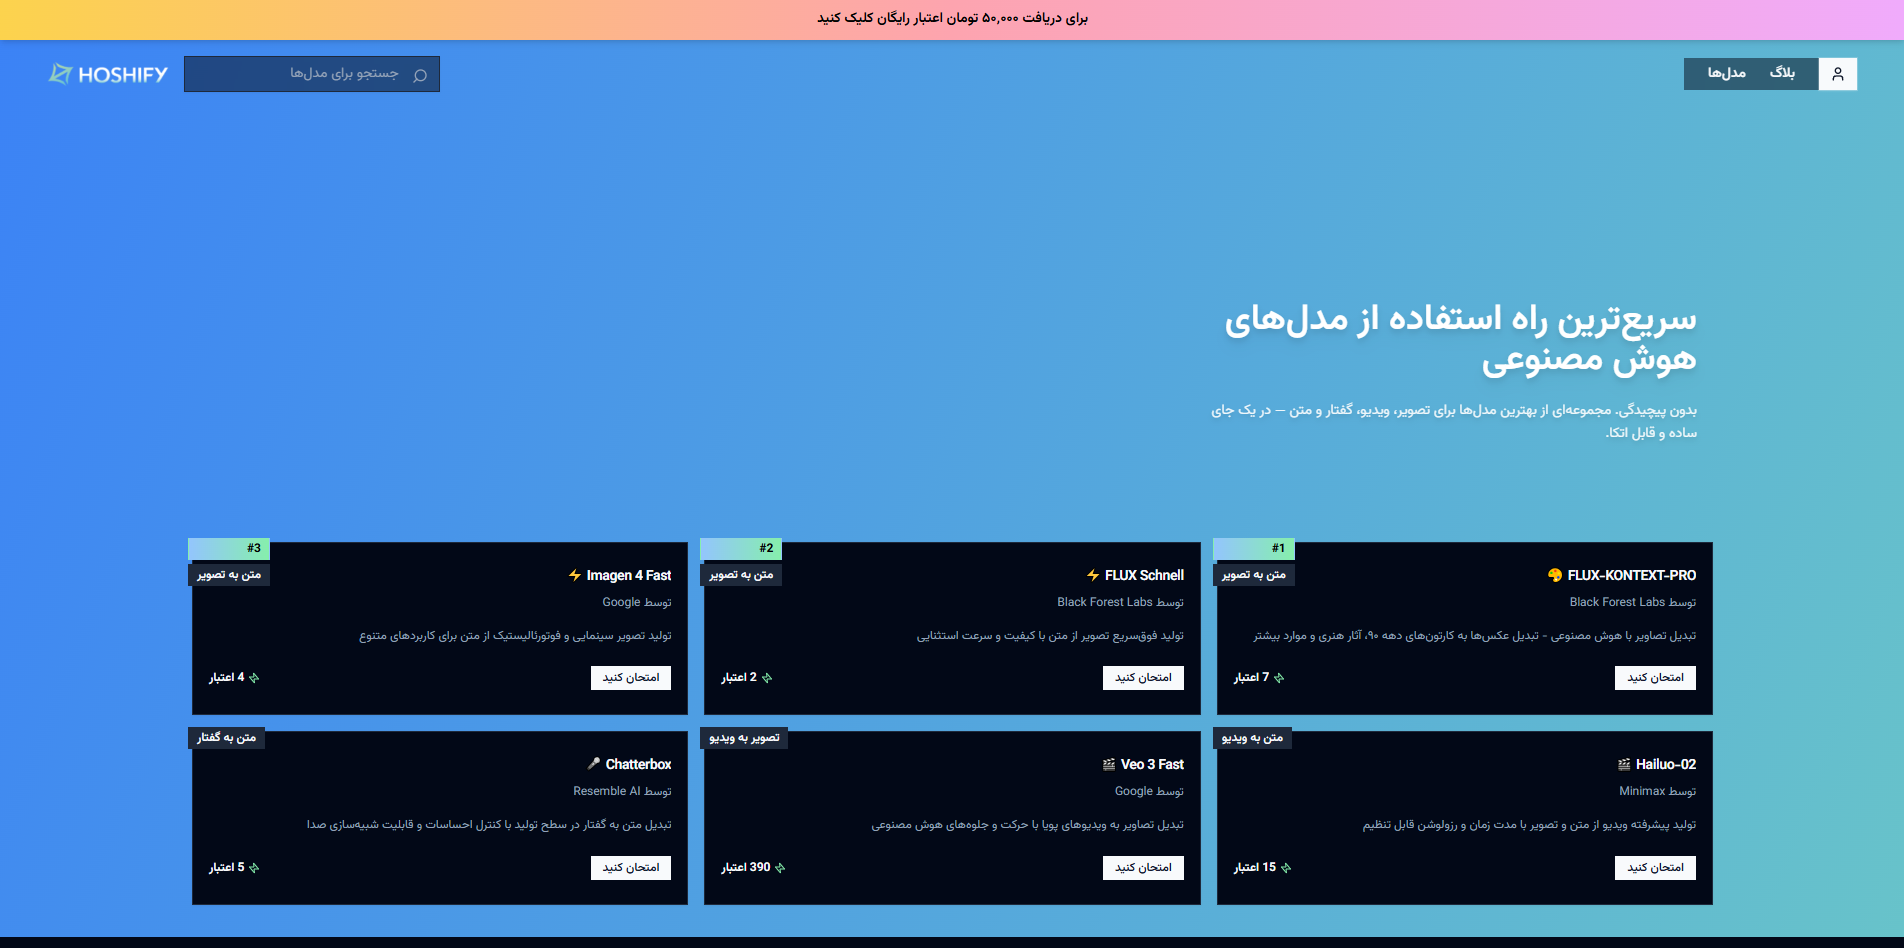 برای دریافت ۵۰,۰۰۰ تومان اعتبار رایگان کلیک کنید
بلاگ
مدل‌ها
جستجو برای مدل‌ها
HOSHIFY
سریع‌ترین راه استفاده از مدل‌های
هوش مصنوعی
بدون پیچیدگی. مجموعه‌ای از بهترین مدل‌ها برای تصویر، ویدیو، گفتار و متن — در یک جای
ساده و قابل اتکا.
#1
متن به تصویر
FLUX-KONTEXT-PRO 🎨
توسط Black Forest Labs
تبدیل تصاویر با هوش مصنوعی - تبدیل عکس‌ها به کارتون‌های دهه ۹۰، آثار هنری و موارد بیشتر
امتحان کنید
7 اعتبار
#2
متن به تصویر
FLUX Schnell ⚡
توسط Black Forest Labs
تولید فوق‌سریع تصویر از متن با کیفیت و سرعت استثنایی
امتحان کنید
2 اعتبار
#3
متن به تصویر
Imagen 4 Fast ⚡
توسط Google
تولید تصویر سینمایی و فوتورئالیستیک از متن برای کاربردهای متنوع
امتحان کنید
4 اعتبار
متن به ویدیو
Hailuo-02 🎬
توسط Minimax
تولید پیشرفته ویدیو از متن و تصویر با مدت زمان و رزولوشن قابل تنظیم
امتحان کنید
15 اعتبار
تصویر به ویدیو
Veo 3 Fast 🎬
توسط Google
تبدیل تصاویر به ویدیوهای پویا با حرکت و جلوه‌های هوش مصنوعی
امتحان کنید
390 اعتبار
متن به گفتار
Chatterbox 🎤
توسط Resemble AI
تبدیل متن به گفتار در سطح تولید با کنترل احساسات و قابلیت شبیه‌سازی صدا
امتحان کنید
5 اعتبار